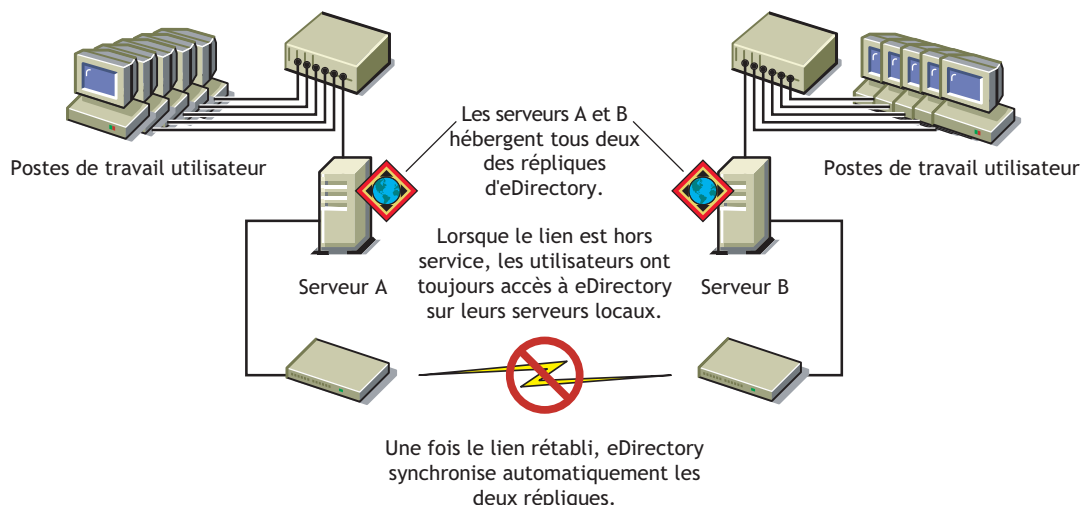 Les serveurs A et B
hébergent tous deux
des répliques
d'eDirectory.
Postes de travail utilisateur
Postes de travail utilisateur
Lorsque le lien est hors
service, les utilisateurs ont
toujours accès à eDirectory
sur leurs serveurs locaux.
Serveur A
Serveur B
Une fois le lien rétabli, eDirectory
synchronise automatiquement les
deux répliques.